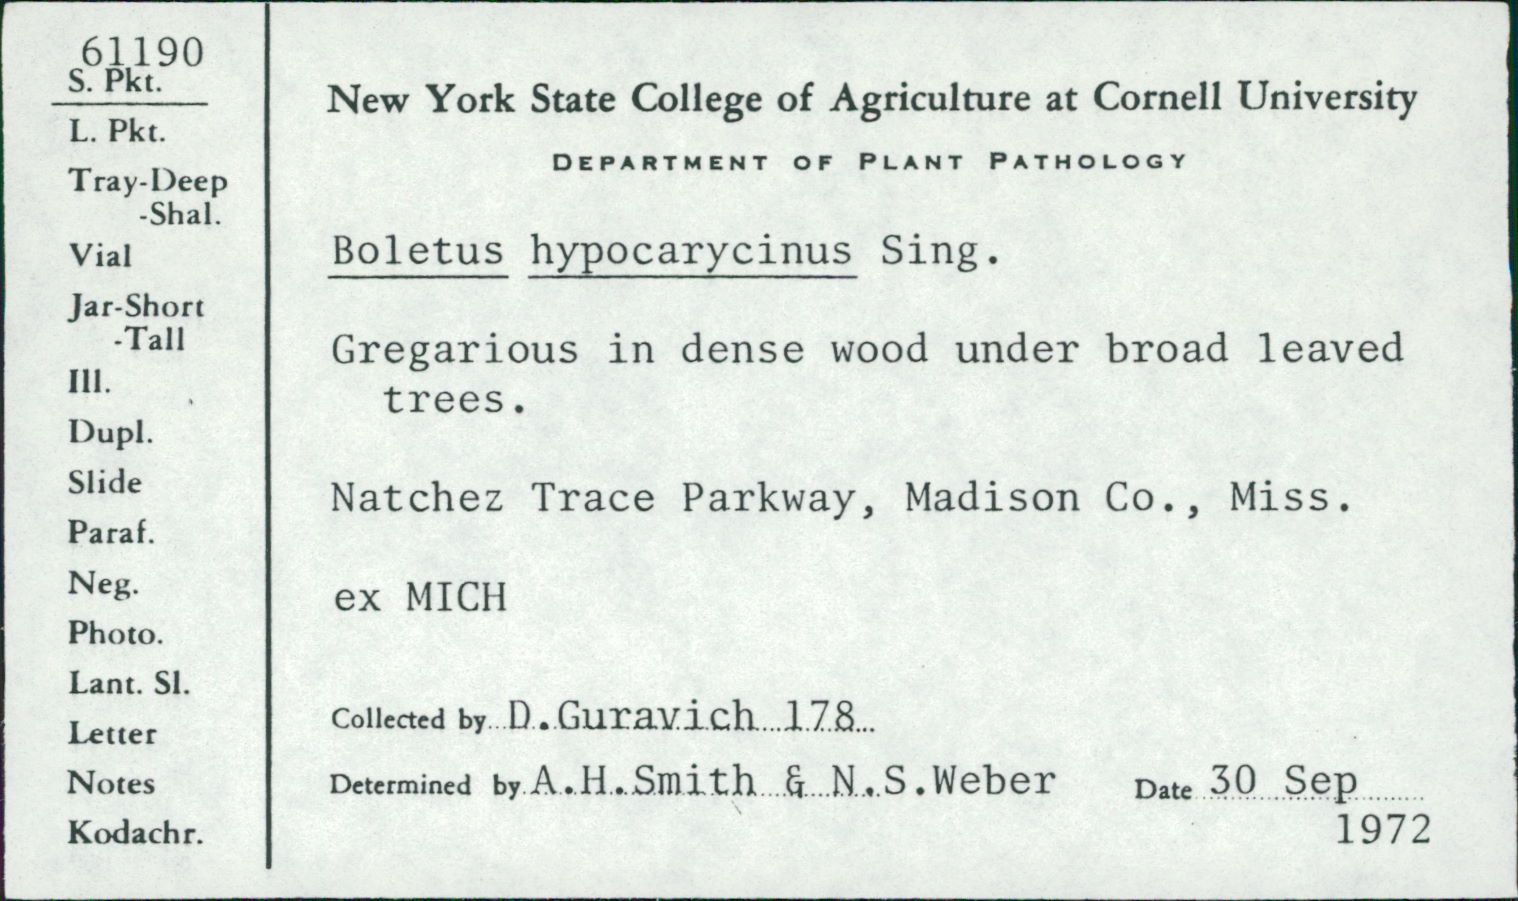 61190
S. Pkt.
L. Pkt.
Tray-Deep
-Shal.
Vial
Jar-Short
-Tall
Ill.
Dupl.
Slide
Paraf.
Neg.
Photo.
Lant. Sl.
Letter
Notes
Kodachr.
New York State College of Agriculture at Cornell University
DEPARTMENT OF PLANT PATHOLOGY
Boletus hypocarycinus Sing.
Gregarious in dense wood under broad leaved
trees.
Natchez Trace Parkway, Madison Co., Miss.
ex MICH
Collected by D.Guravich 178
Determined by A.H.Smith & N.S.Weber Date 30 Sep
1972